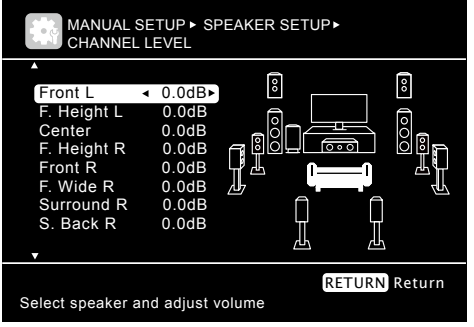 MANUAL SETUP▸ SPEAKER SETUP▸
CHANNEL LEVEL
Front L ◂ 0.0dB▸
F. Height L 0.0dB
Center 0.0dB
F. Height R 0.0dB
Front R 0.0dB
F. Wide R 0.0dB
Surround R 0.0dB
S. Back R 0.0dB
RETURN Return
Select speaker and adjust volume